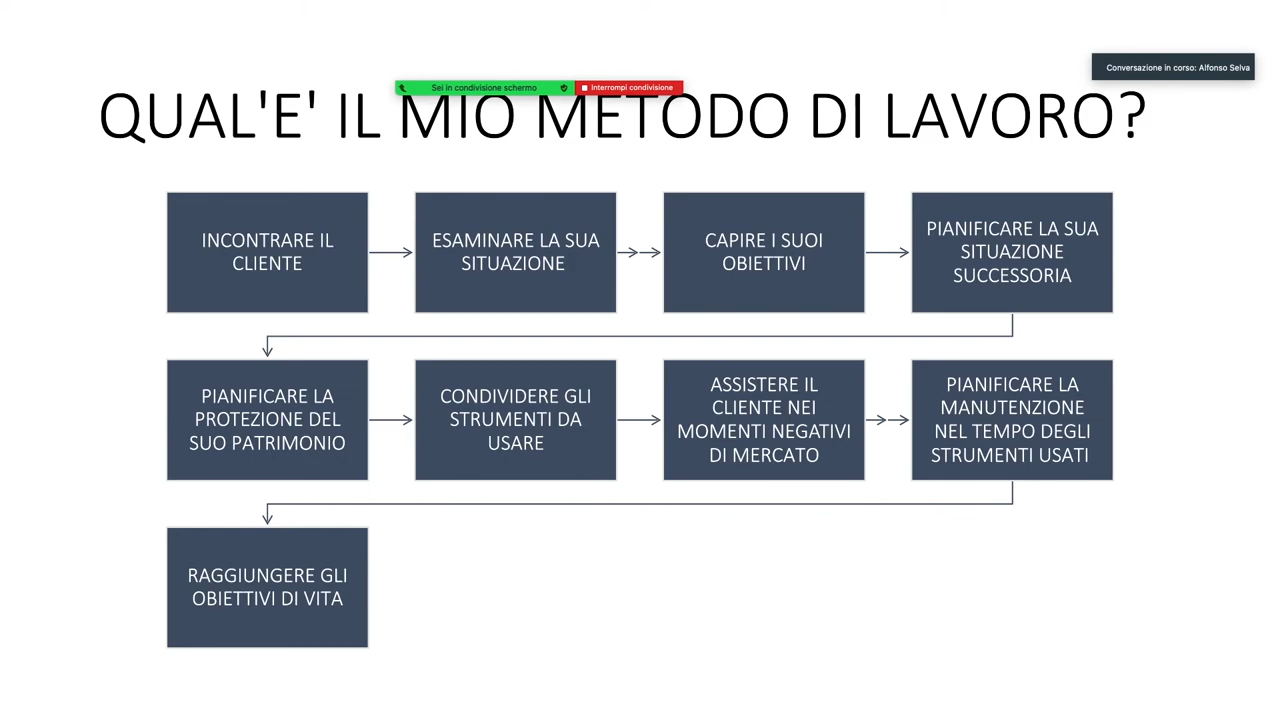 Conversazione in corso: Alfonso Selva
Sei in condivisione schermo
Interrompi condivisione
QUAL'E' IL MIO METODO DI LAVORO?
INCONTRARE IL
CLIENTE
ESAMINARE LA SUA
SITUAZIONE
CAPIRE I SUOI
OBIETTIVI
PIANIFICARE LA SUA
SITUAZIONE
SUCCESSORIA
PIANIFICARE LA
PROTEZIONE DEL
SUO PATRIMONIO
CONDIVIDERE GLI
STRUMENTI DA
USARE
ASSISTERE IL
CLIENTE NEI
MOMENTI NEGATIVI
DI MERCATO
PIANIFICARE LA
MANUTENZIONE
NEL TEMPO DEGLI
STRUMENTI USATI
RAGGIUNGERE GLI
OBIETTIVI DI VITA